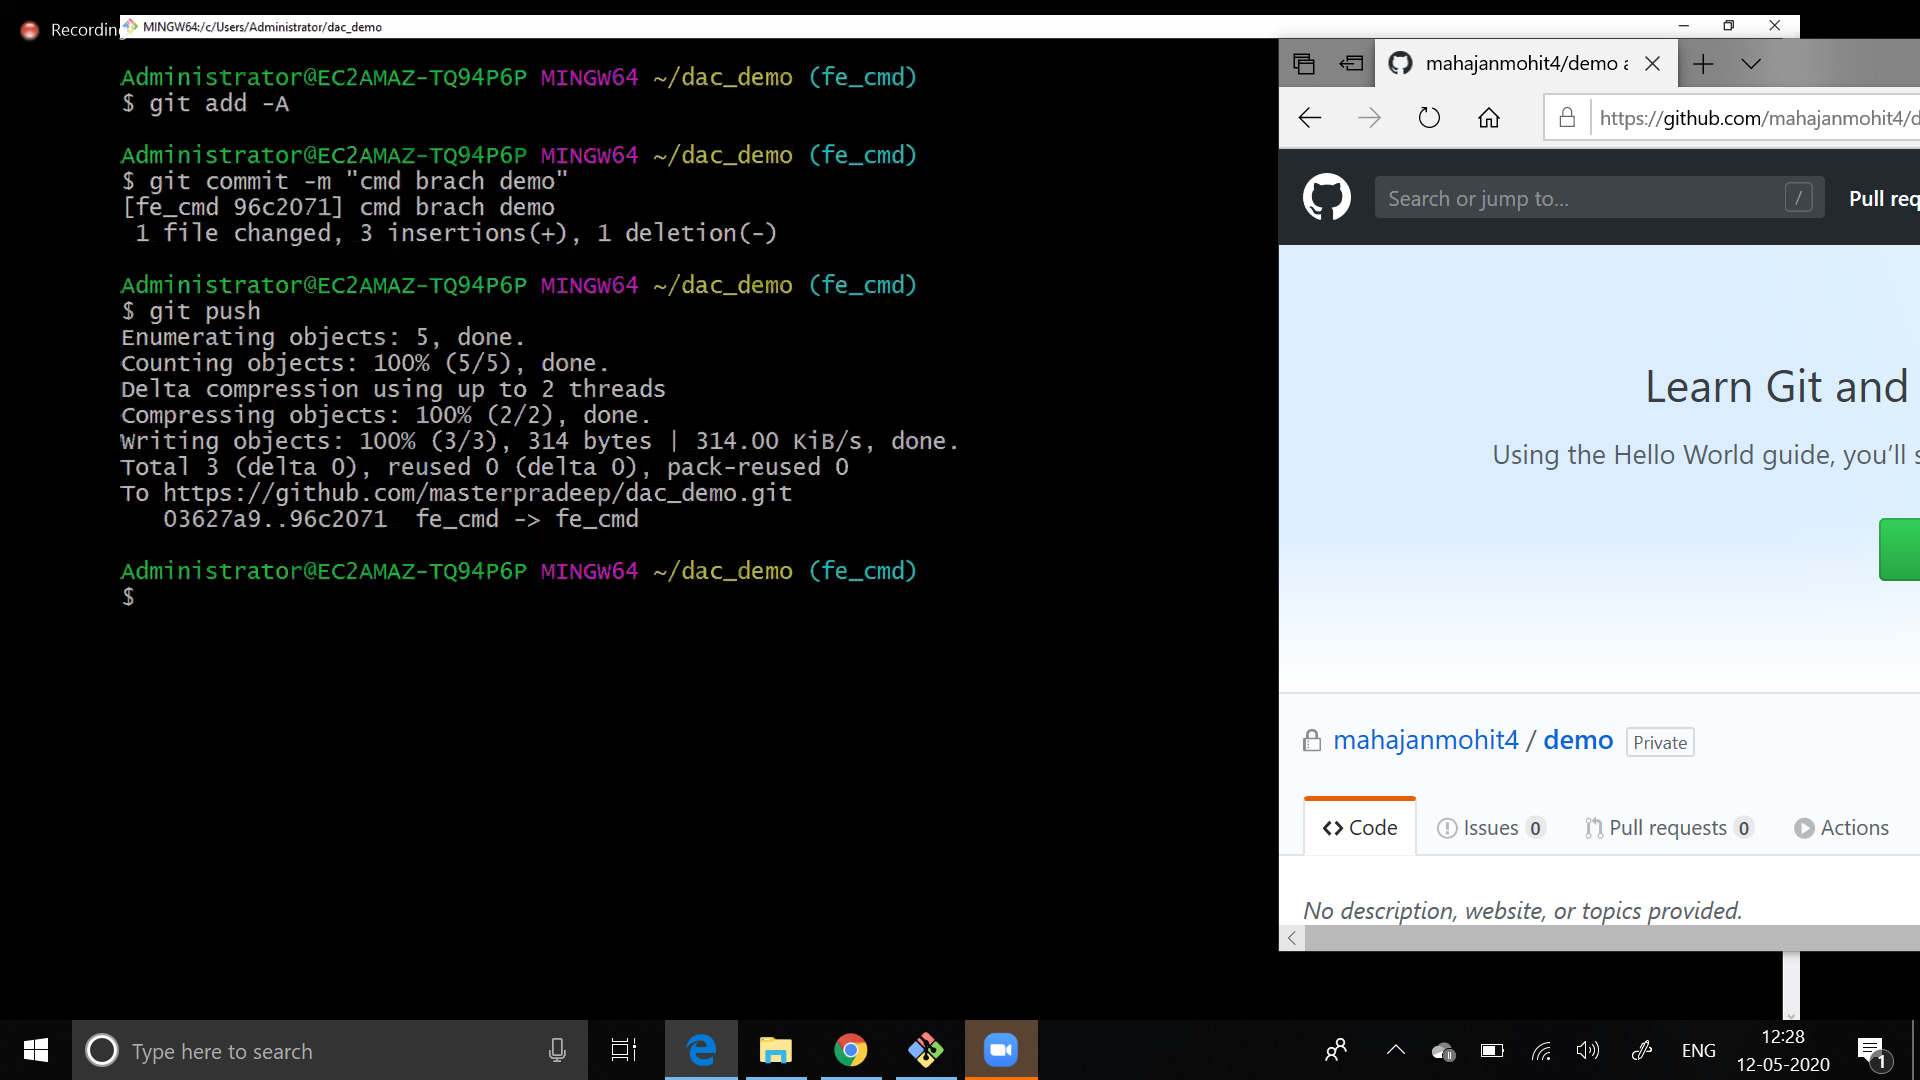 Recording
MINGW64:/c/Users/Administrator/dac_demo
Administrator@EC2AMAZ-TQ94P6P MINGW64 ~/dac_demo (fe_cmd)
$ git add -A
Administrator@EC2AMAZ-TQ94P6P MINGW64 ~/dac_demo (fe_cmd)
$ git commit -m "cmd brach demo"
[fe_cmd 96c2071] cmd brach demo
1 file changed, 3 insertions(+), 1 deletion(-)
Administrator@EC2AMAZ-TQ94P6P MINGW64 ~/dac_demo (fe_cmd)
$ git push
Enumerating objects: 5, done.
Counting objects: 100% (5/5), done.
Delta compression using up to 2 threads
Compressing objects: 100% (2/2), done.
Writing objects: 100% (3/3), 314 bytes | 314.00 KiB/s, done.
Total 3 (delta 0), reused 0 (delta 0), pack-reused 0
To https://github.com/masterpradeep/dac_demo.git
03627a9..96c2071  fe_cmd -> fe_cmd
Administrator@EC2AMAZ-TQ94P6P MINGW64 ~/dac_demo (fe_cmd)
$
mahajanmohit4/demo
https://github.com/mahajanmohit4/d
Search or jump to... /
Pull req
Learn Git and
Using the Hello World guide, you’ll s
mahajanmohit4 / demo Private
Code Issues 0 Pull requests 0 Actions
No description, website, or topics provided.
Type here to search
ENG
12:28
12-05-2020
1